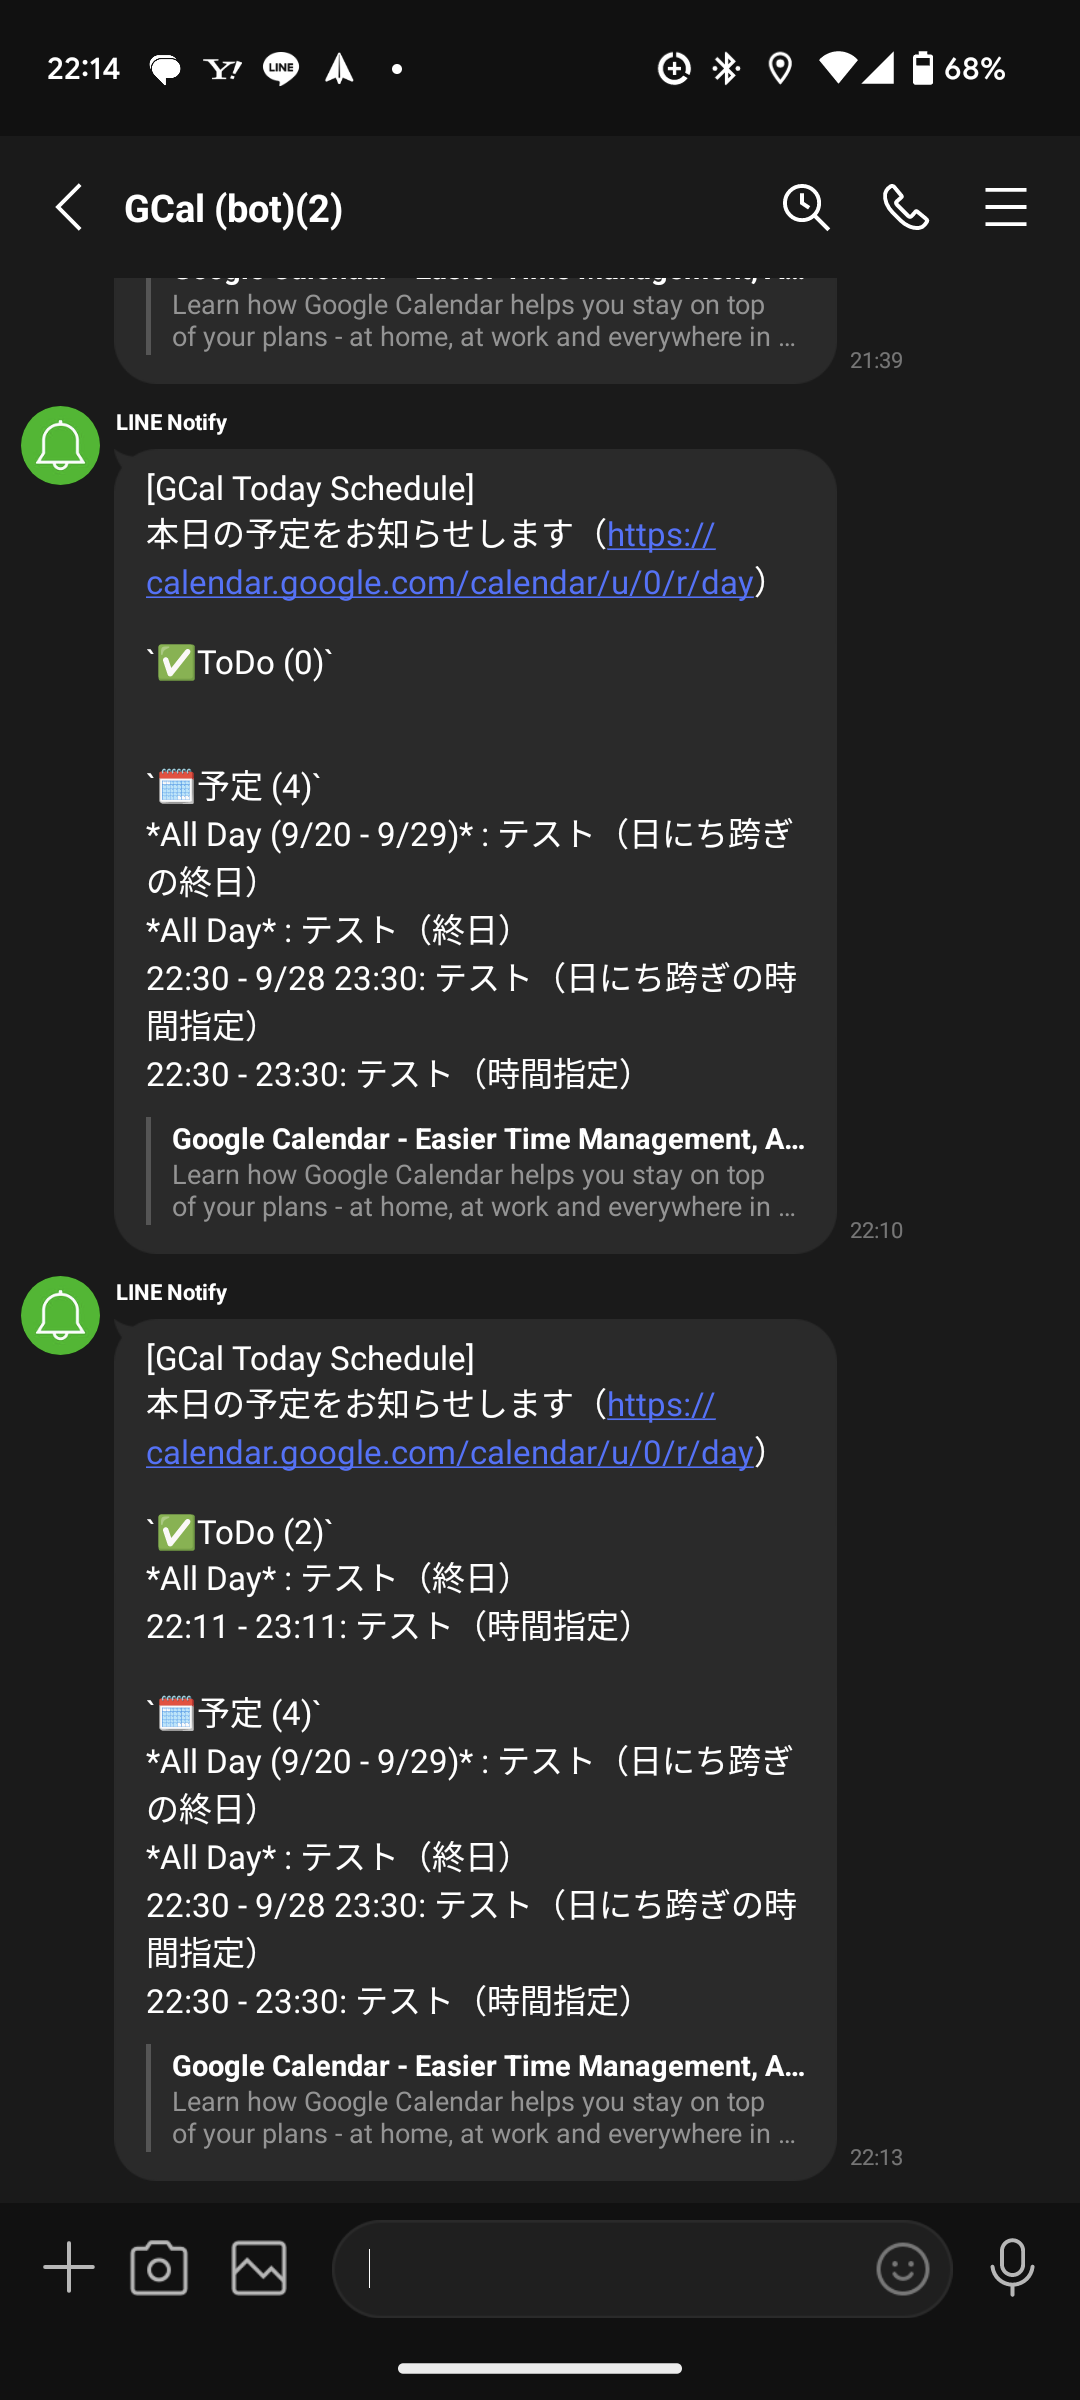 22:14 Y! LINE 68%
GCal (bot)(2)
Google Calendar - Easier Time Management, A...
Learn how Google Calendar helps you stay on top
of your plans - at home, at work and everywhere in ...
21:39
LINE Notify
[GCal Today Schedule]
本日の予定をお知らせします（https://
calendar.google.com/calendar/u/0/r/day）
`✅ToDo (0)`
`🗓️予定 (4)`
*All Day (9/20 - 9/29)* : テスト（日にち跨ぎ
の終日）
*All Day* : テスト（終日）
22:30 - 9/28 23:30: テスト（日にち跨ぎの時
間指定）
22:30 - 23:30: テスト（時間指定）
Google Calendar - Easier Time Management, A...
Learn how Google Calendar helps you stay on top
of your plans - at home, at work and everywhere in ...
22:10
LINE Notify
[GCal Today Schedule]
本日の予定をお知らせします（https://
calendar.google.com/calendar/u/0/r/day）
`✅ToDo (2)`
*All Day* : テスト（終日）
22:11 - 23:11: テスト（時間指定）
`🗓️予定 (4)`
*All Day (9/20 - 9/29)* : テスト（日にち跨ぎ
の終日）
*All Day* : テスト（終日）
22:30 - 9/28 23:30: テスト（日にち跨ぎの時
間指定）
22:30 - 23:30: テスト（時間指定）
Google Calendar - Easier Time Management, A...
Learn how Google Calendar helps you stay on top
of your plans - at home, at work and everywhere in ...
22:13